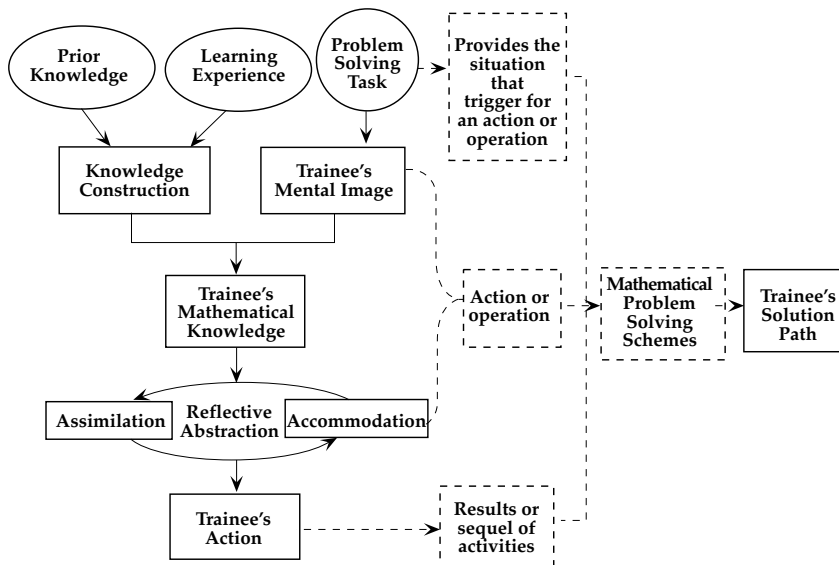 Prior
Knowledge
Learning
Experience
Problem
Solving
Task
Provides the
situation
that
trigger for
an action or
operation
Knowledge
Construction
Trainee's
Mental Image
Trainee's
Mathematical
Knowledge
Action or
operation
Mathematical
Problem
Solving
Schemes
Trainee's
Solution
Path
Assimilation
Reflective
Abstraction
Accommodation
Trainee's
Action
Results or
sequel of
activities